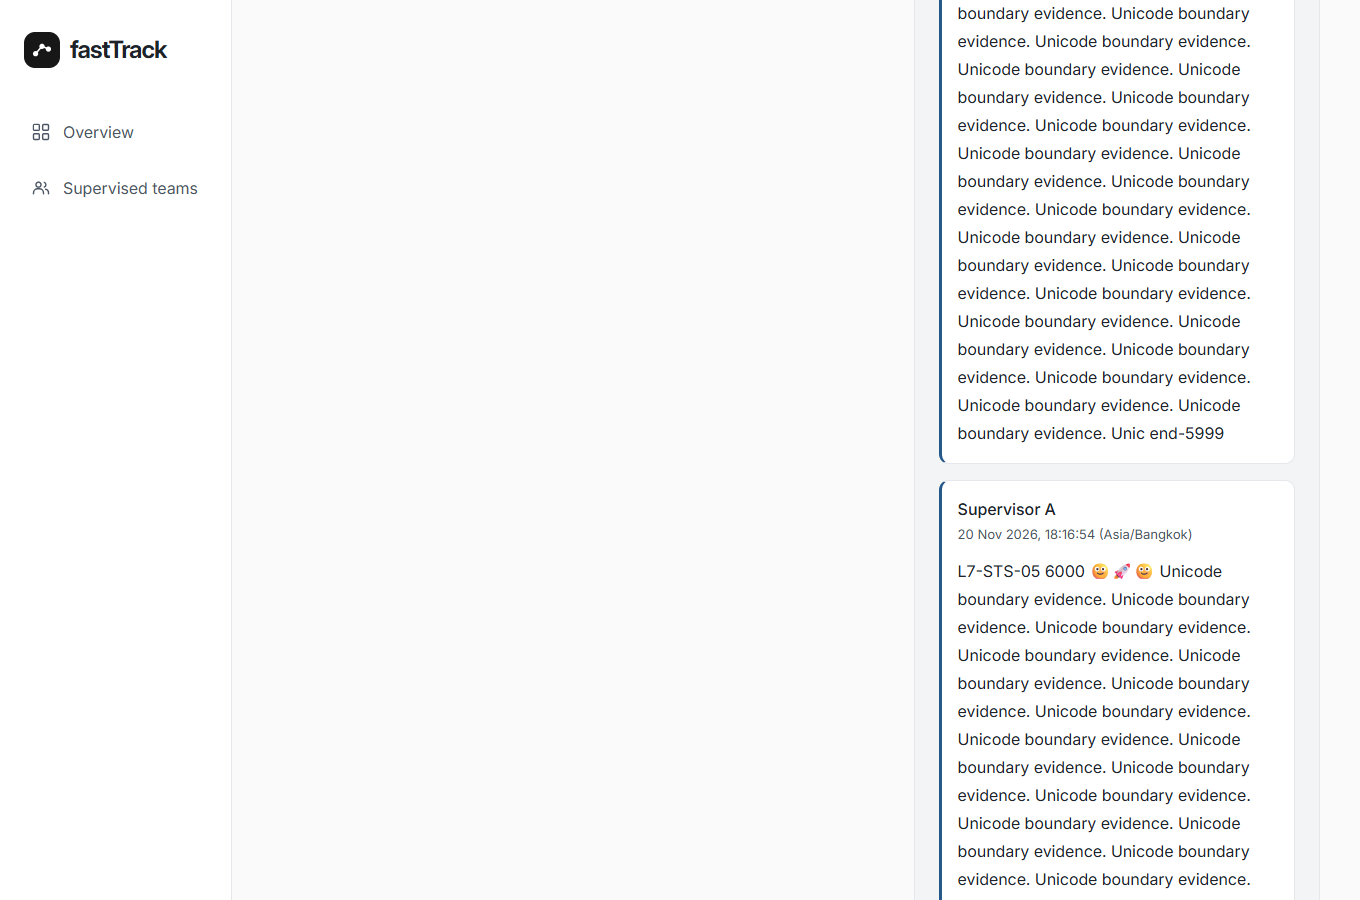 fastTrack
Overview
Supervised teams
boundary evidence. Unicode boundary
evidence. Unicode boundary evidence.
Unicode boundary evidence. Unicode
boundary evidence. Unicode boundary
evidence. Unicode boundary evidence.
Unicode boundary evidence. Unicode
boundary evidence. Unicode boundary
evidence. Unicode boundary evidence.
Unicode boundary evidence. Unicode
boundary evidence. Unicode boundary
evidence. Unicode boundary evidence.
Unicode boundary evidence. Unicode
boundary evidence. Unicode boundary
evidence. Unicode boundary evidence.
Unicode boundary evidence. Unicode
boundary evidence. Unic end-5999
Supervisor A
20 Nov 2026, 18:16:54 (Asia/Bangkok)
L7-STS-05 6000 🙂🚀🙂 Unicode
boundary evidence. Unicode boundary
evidence. Unicode boundary evidence.
Unicode boundary evidence. Unicode
boundary evidence. Unicode boundary
evidence. Unicode boundary evidence.
Unicode boundary evidence. Unicode
boundary evidence. Unicode boundary
evidence. Unicode boundary evidence.
Unicode boundary evidence. Unicode
boundary evidence. Unicode boundary
evidence. Unicode boundary evidence.